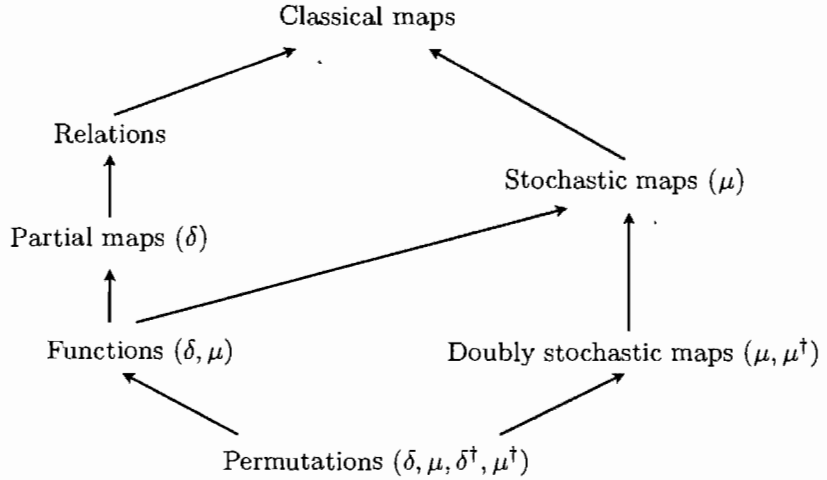 Classical maps
Relations
Stochastic maps (μ)
Partial maps (δ)
Functions (δ, μ)
Doubly stochastic maps (μ, μ†)
Permutations (δ, μ, δ†, μ†)